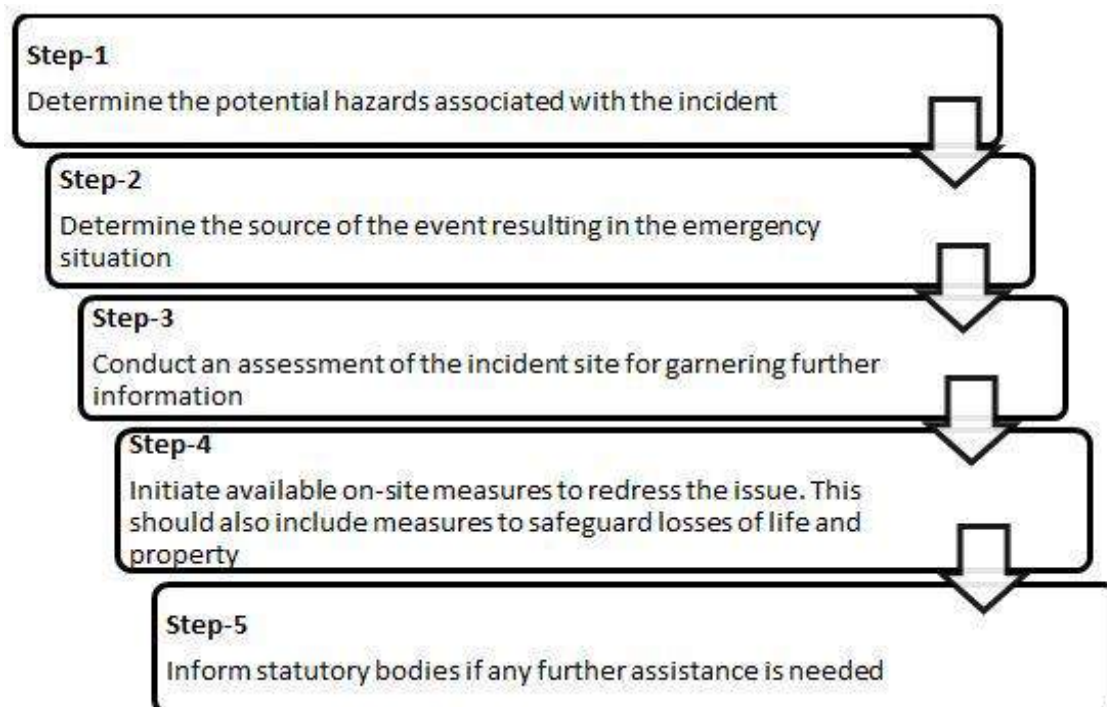 Step-1
Determine the potential hazards associated with the incident
Step-2
Determine the source of the event resulting in the emergency
situation
Step-3
Conduct an assessment of the incident site for garnering further
information
Step-4
Initiate available on-site measures to redress the issue. This
should also include measures to safeguard losses of life and
property
Step-5
Inform statutory bodies if any further assistance is needed